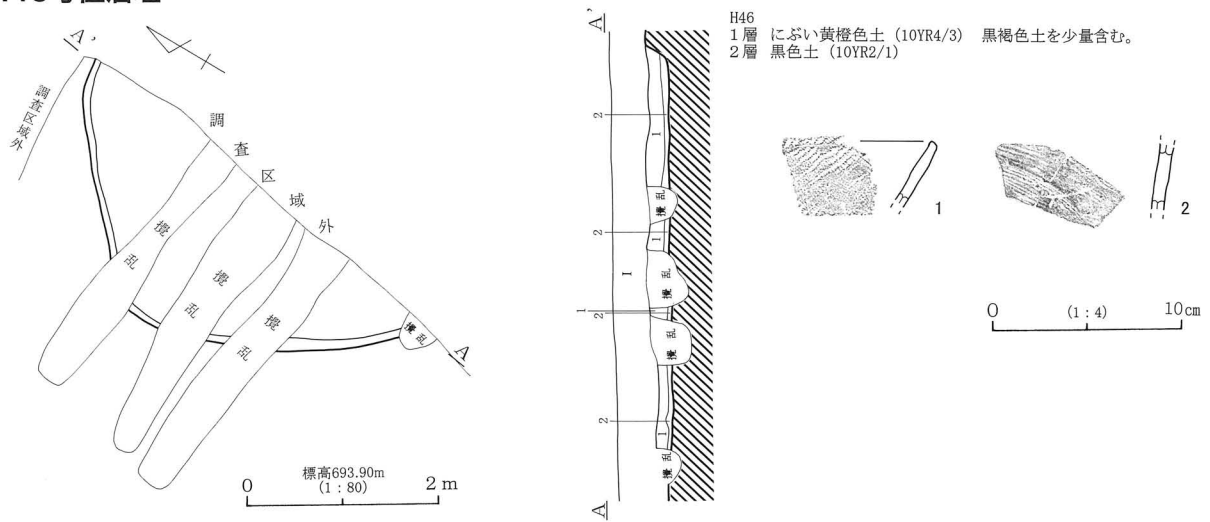 A'
調査区域外
調査区域外
攪乱
攪乱
攪乱
攪乱
A
標高693.90m
(1:80)
0 2m
A'
2
1
攪乱
2
1
I
攪乱
1
2
攪乱
2
1
攪乱
A
H46
1層 にぶい黄橙色土 (10YR4/3) 黒褐色土を少量含む。
2層 黒色土 (10YR2/1)
1
2
0 (1:4) 10cm